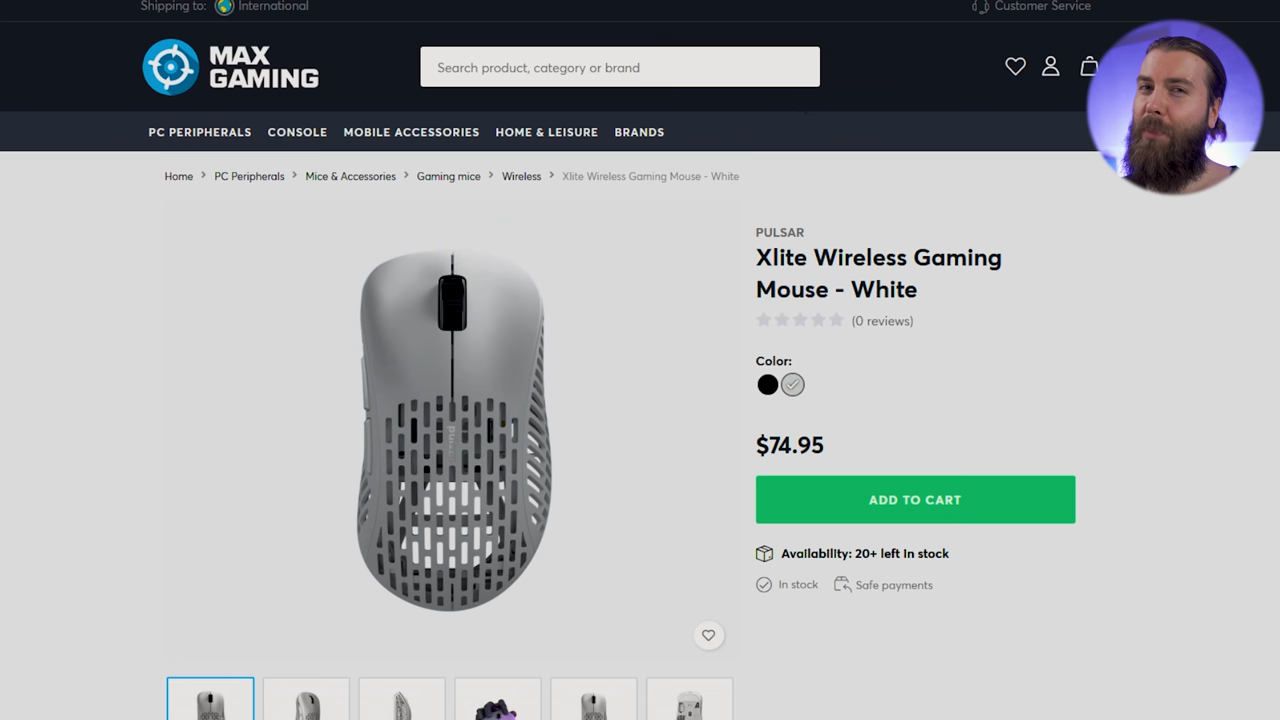 Shipping to: International
Customer Service
MAX
GAMING
Search product, category or brand
PC PERIPHERALS CONSOLE MOBILE ACCESSORIES HOME & LEISURE BRANDS
Home > PC Peripherals > Mice & Accessories > Gaming mice > Wireless > Xlite Wireless Gaming Mouse - White
PULSAR
Xlite Wireless Gaming
Mouse - White
(0 reviews)
Color:
$74.95
ADD TO CART
Availability: 20+ left in stock
In stock Safe payments